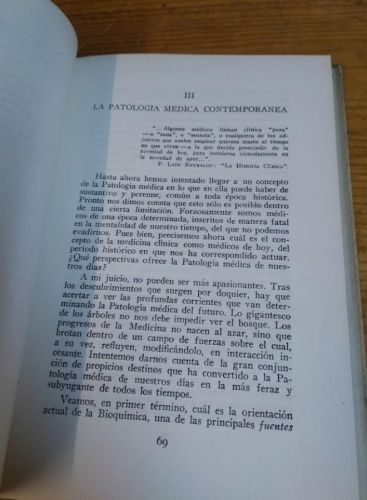 III
LA PATOLOGIA MEDICA CONTEMPORANEA
"... Algunos médicos llaman clínica "pura"
—o "sana", o "sensata", o cualquiera de los ad-
jetivos que suelen emplear quienes temen al tiempo
en que viven— a la que decide prescindir de la
novedad de hoy, para instalarse cómodamente en
la novedad de ayer...".
P. LAÍN ENTRALGO: "La Historia Clínica".
Hasta ahora hemos intentado llegar a un concepto
de la Patología médica en lo que en ella puede haber de
sustantivo y perenne, común a toda época histórica.
Pronto nos dimos cuenta que esto sólo es posible dentro
de una cierta limitación. Forzosamente somos médi-
cos de una época determinada, inscritos de manera fatal
en la mentalidad de nuestro tiempo, del que no podemos
evadirnos. Pues bien, precisemos ahora cuál es el con-
cepto de la medicina clínica como médicos de hoy, del
período histórico en que nos ha correspondido actuar.
¿Qué perspectivas ofrece la Patología médica de nues-
tros días?
A mi juicio, no pueden ser más apasionantes. Tras
los descubrimientos que surgen por doquier, hay que
acertar a ver las profundas corrientes que van deter-
minando la Patología médica del futuro. Lo gigantesco
de los árboles no nos debe impedir ver el bosque. Los
progresos de la Medicina no nacen al azar, sino que
brotan dentro de un campo de fuerzas sobre el cual,
a su vez, refluyen, modificándolo, en interacción in-
cesante. Intentemos darnos cuenta de la gran conjun-
ción de propicios destinos que ha convertido a la Pa-
tología médica de nuestros días en la más feraz y
subyugante de todos los tiempos.
Veamos, en primer término, cuál es la orientación
actual de la Bioquímica, una de las principales fuentes
69